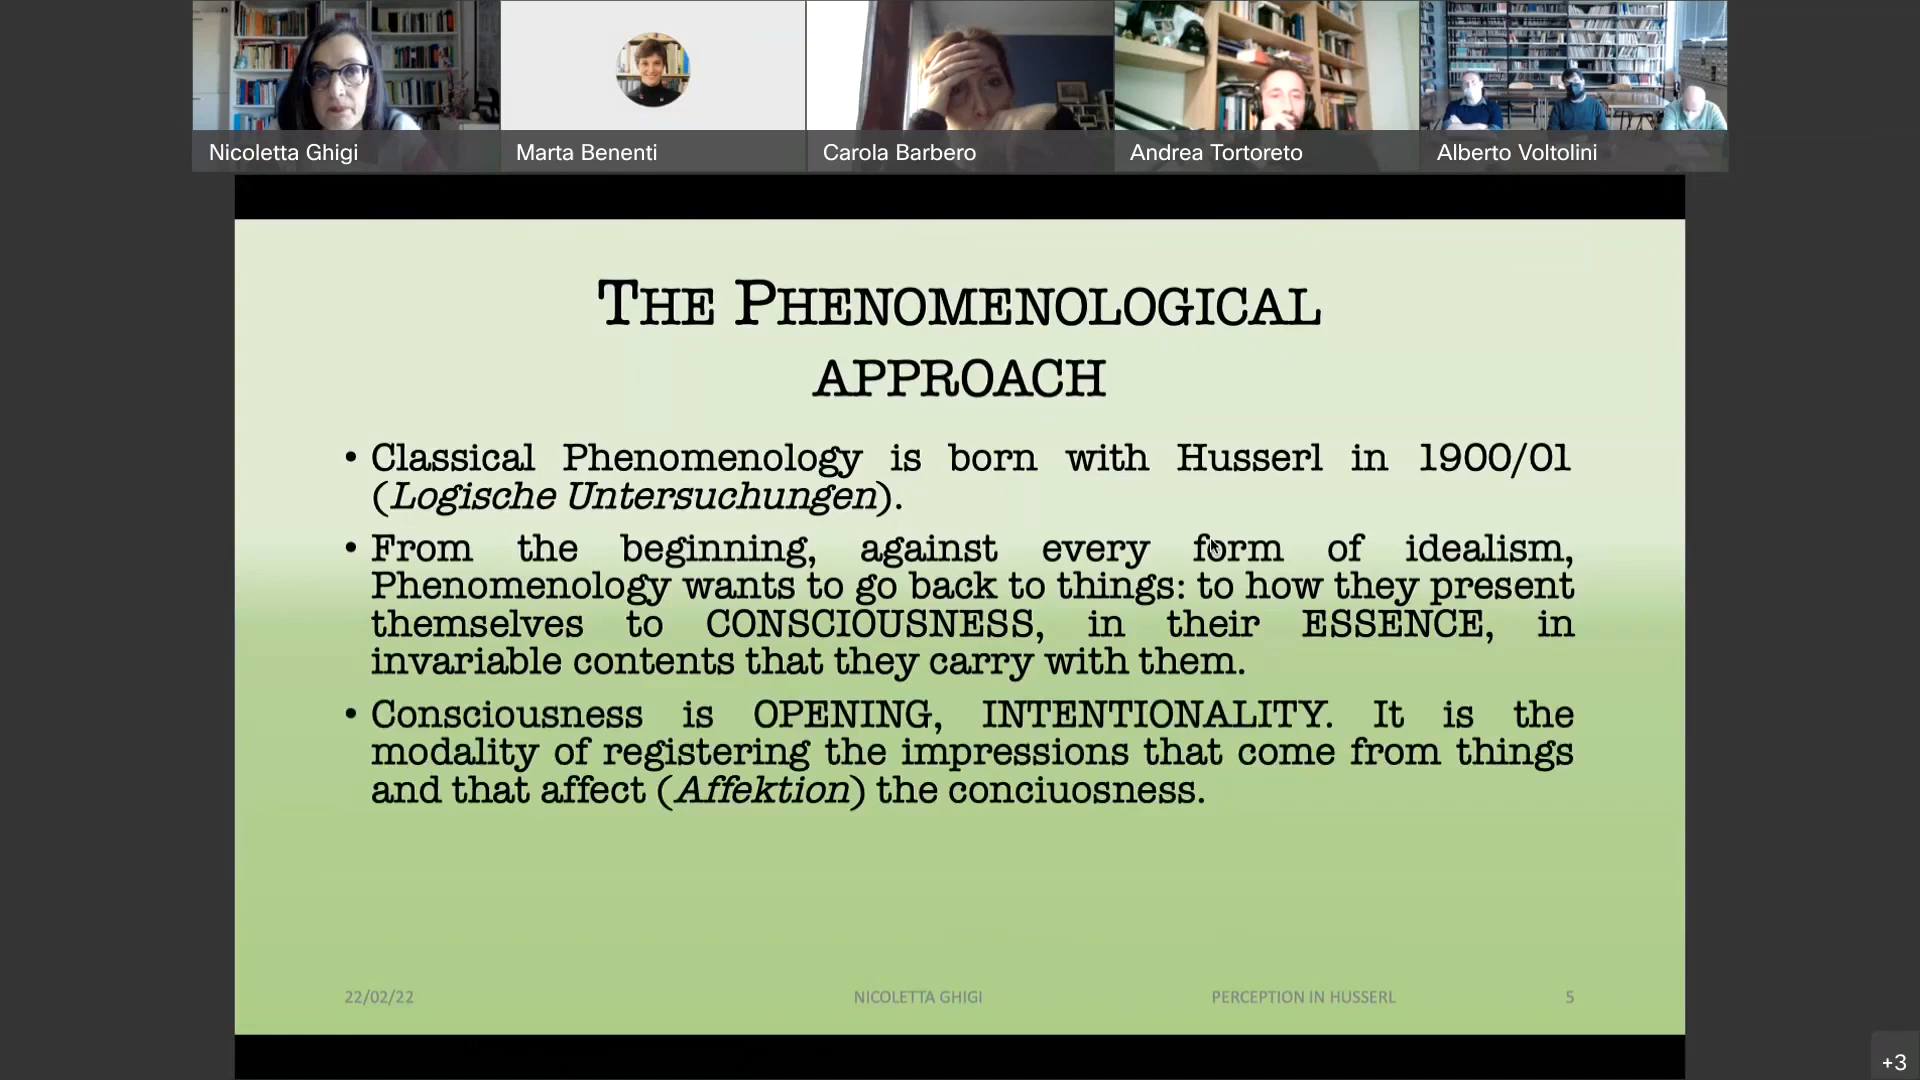 Nicoletta Ghigi
Marta Benenti
Carola Barbero
Andrea Tortoreto
Alberto Voltolini
THE PHENOMENOLOGICAL
APPROACH
• Classical Phenomenology is born with Husserl in 1900/01
(Logische Untersuchungen).
• From the beginning, against every form of idealism,
Phenomenology wants to go back to things: to how they present
themselves to CONSCIOUSNESS, in their ESSENCE, in
invariable contents that they carry with them.
• Consciousness is OPENING, INTENTIONALITY. It is the
modality of registering the impressions that come from things
and that affect (Affektion) the conciuosness.
22/02/22
NICOLETTA GHIGI
PERCEPTION IN HUSSERL
5
+3